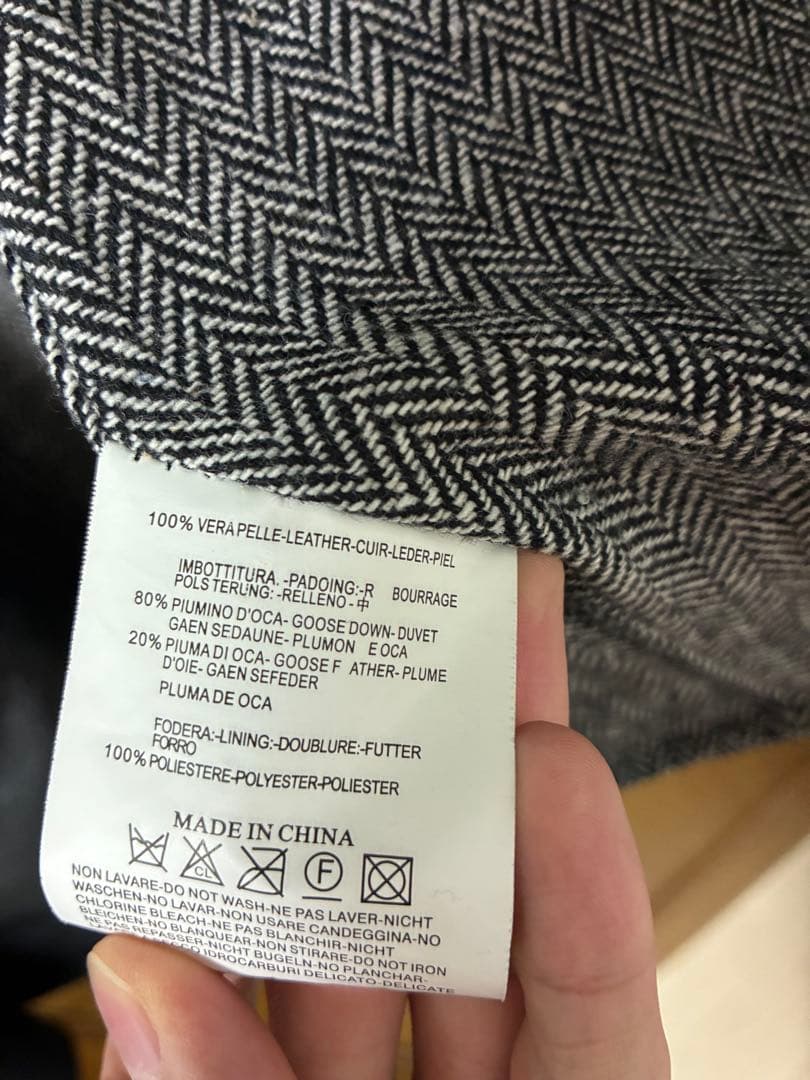 100% VERA PELLE-LEATHER-CUIR-LEDER-PIEL
IMBOTTITURA.-PADOING:-R BOURRAGE
POLSTERUNG:-RELLENO-中
80% PIUMINO D'OCA- GOOSE DOWN- DUVET
GAEN SEDAUNE- PLUMON E OCA
20% PIUMA DI OCA- GOOSE F ATHER- PLUME
D'OIE- GAEN SEFEDER
PLUMA DE OCA
FODERA:-LINING:-DOUBLURE:-FUTTER
FORRO
100% POLIESTERE-POLYESTER-POLIESTER
MADE IN CHINA
CL F
NON LAVARE-DO NOT WASH-NE PAS LAVER-NICHT
WASCHEN-NO LAVAR-NON USARE CANDEGGINA-NO
CHLORINE BLEACH-NE PAS BLANCHIR-NICHT
BLEICHEN-NO BLANQUEAR-NON STIRARE-DO NOT IRON
NE PAS REPASSER-NICHT BUGELN-NO PLANCHAR-
IDROCARBURI DELICATO-DELICATE